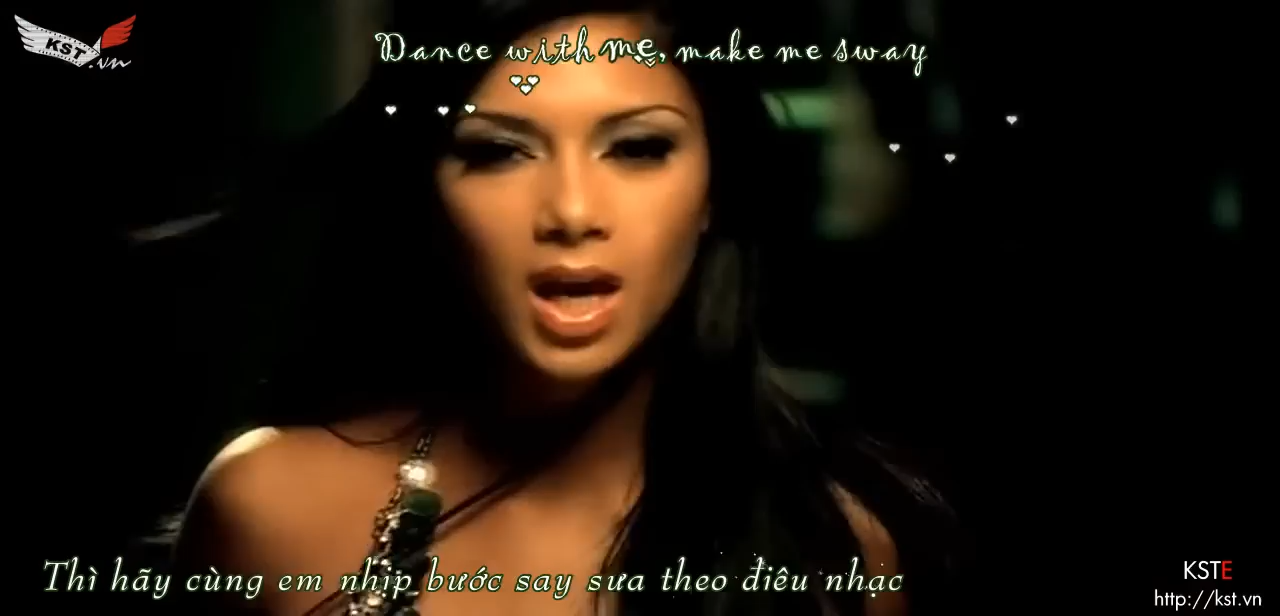 KST.vn
Dance with me, make me sway
Thì hãy cùng em nhịp bước say sưa theo điệu nhạc
KSTE
http://kst.vn